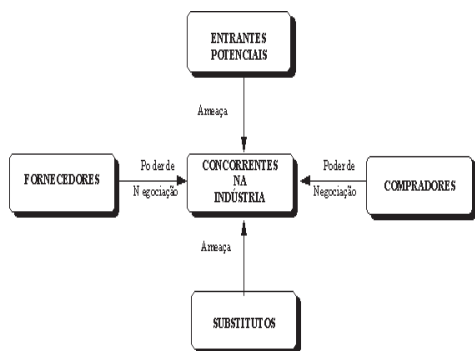 ENTRANTES
POTENCIAIS
Ameaça
FORNECEDORES
Poder de
Negociação
CONCORRENTES
NA
INDÚSTRIA
Poder de
Negociação
COMPRADORES
Ameaça
SUBSTITUTOS